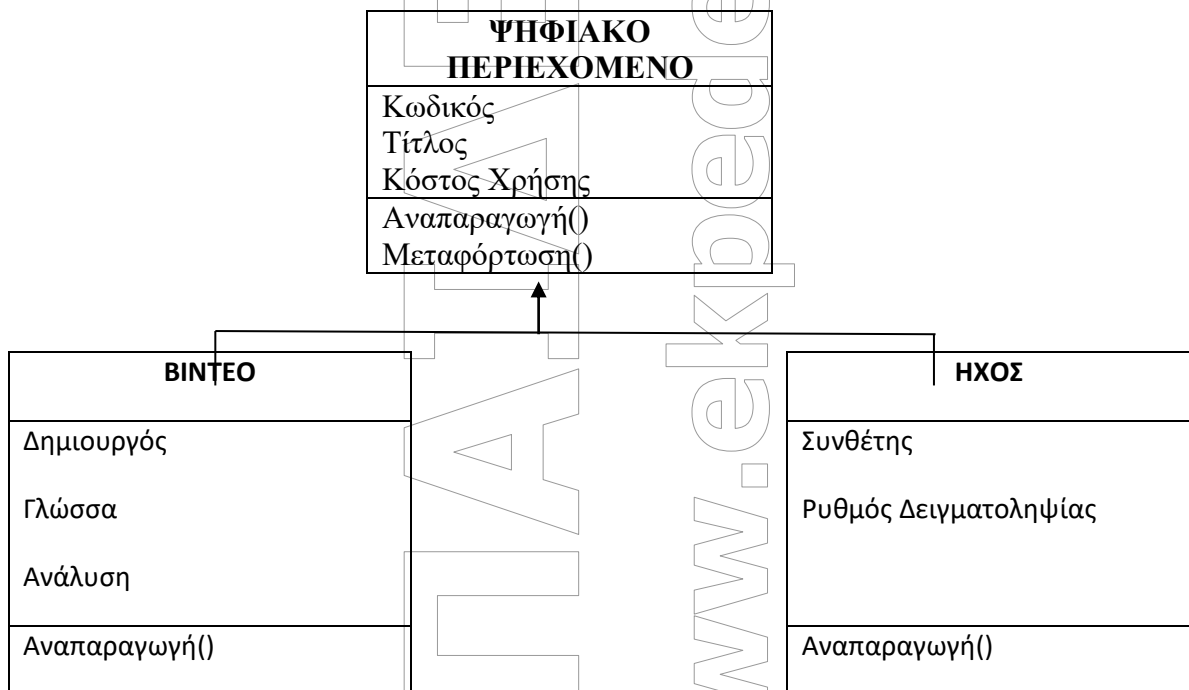 ΨΗΦΙΑΚΟ
ΠΕΡΙΕΧΟΜΕΝΟ
Κωδικός
Τίτλος
Κόστος Χρήσης
Αναπαραγωγή()
Μεταφόρτωση()
ΒΙΝΤΕΟ
Δημιουργός
Γλώσσα
Ανάλυση
Αναπαραγωγή()
ΗΧΟΣ
Συνθέτης
Ρυθμός Δειγματοληψίας
Αναπαραγωγή()